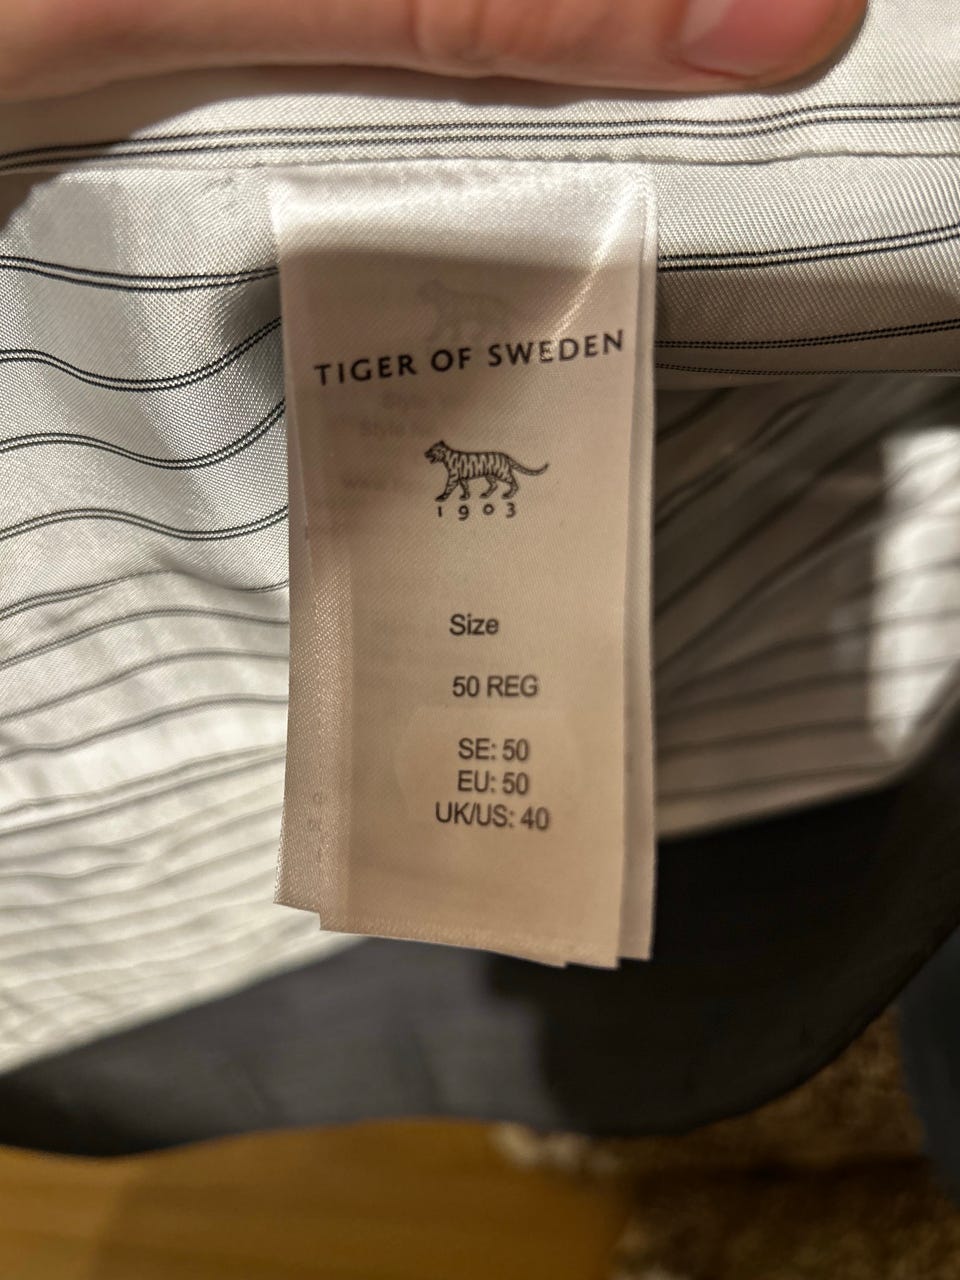 TIGER OF SWEDEN
1903
Size
50 REG
SE: 50
EU: 50
UK/US: 40